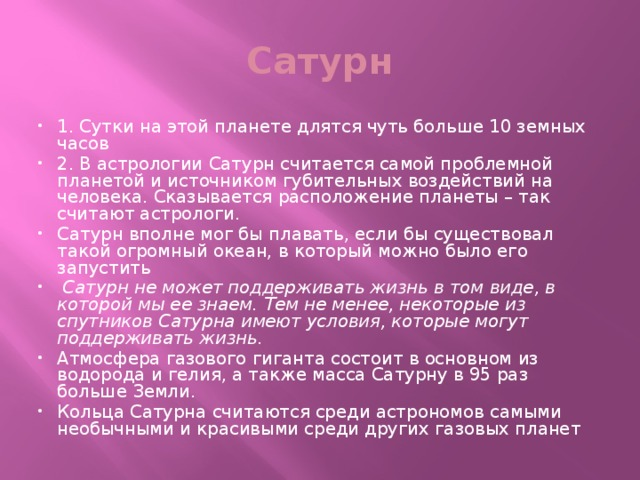 Сатурн
1. Сутки на этой планете длятся чуть больше 10 земных
часов
2. В астрологии Сатурн считается самой проблемной
планетой и источником губительных воздействий на
человека. Сказывается расположение планеты – так
считают астрологи.
Сатурн вполне мог бы плавать, если бы существовал
такой огромный океан, в который можно было его
запустить
Сатурн не может поддерживать жизнь в том виде, в
которой мы ее знаем. Тем не менее, некоторые из
спутников Сатурна имеют условия, которые могут
поддерживать жизнь.
Атмосфера газового гиганта состоит в основном из
водорода и гелия, а также масса Сатурну в 95 раз
больше Земли.
Кольца Сатурна считаются среди астрономов самыми
необычными и красивыми среди других газовых планет